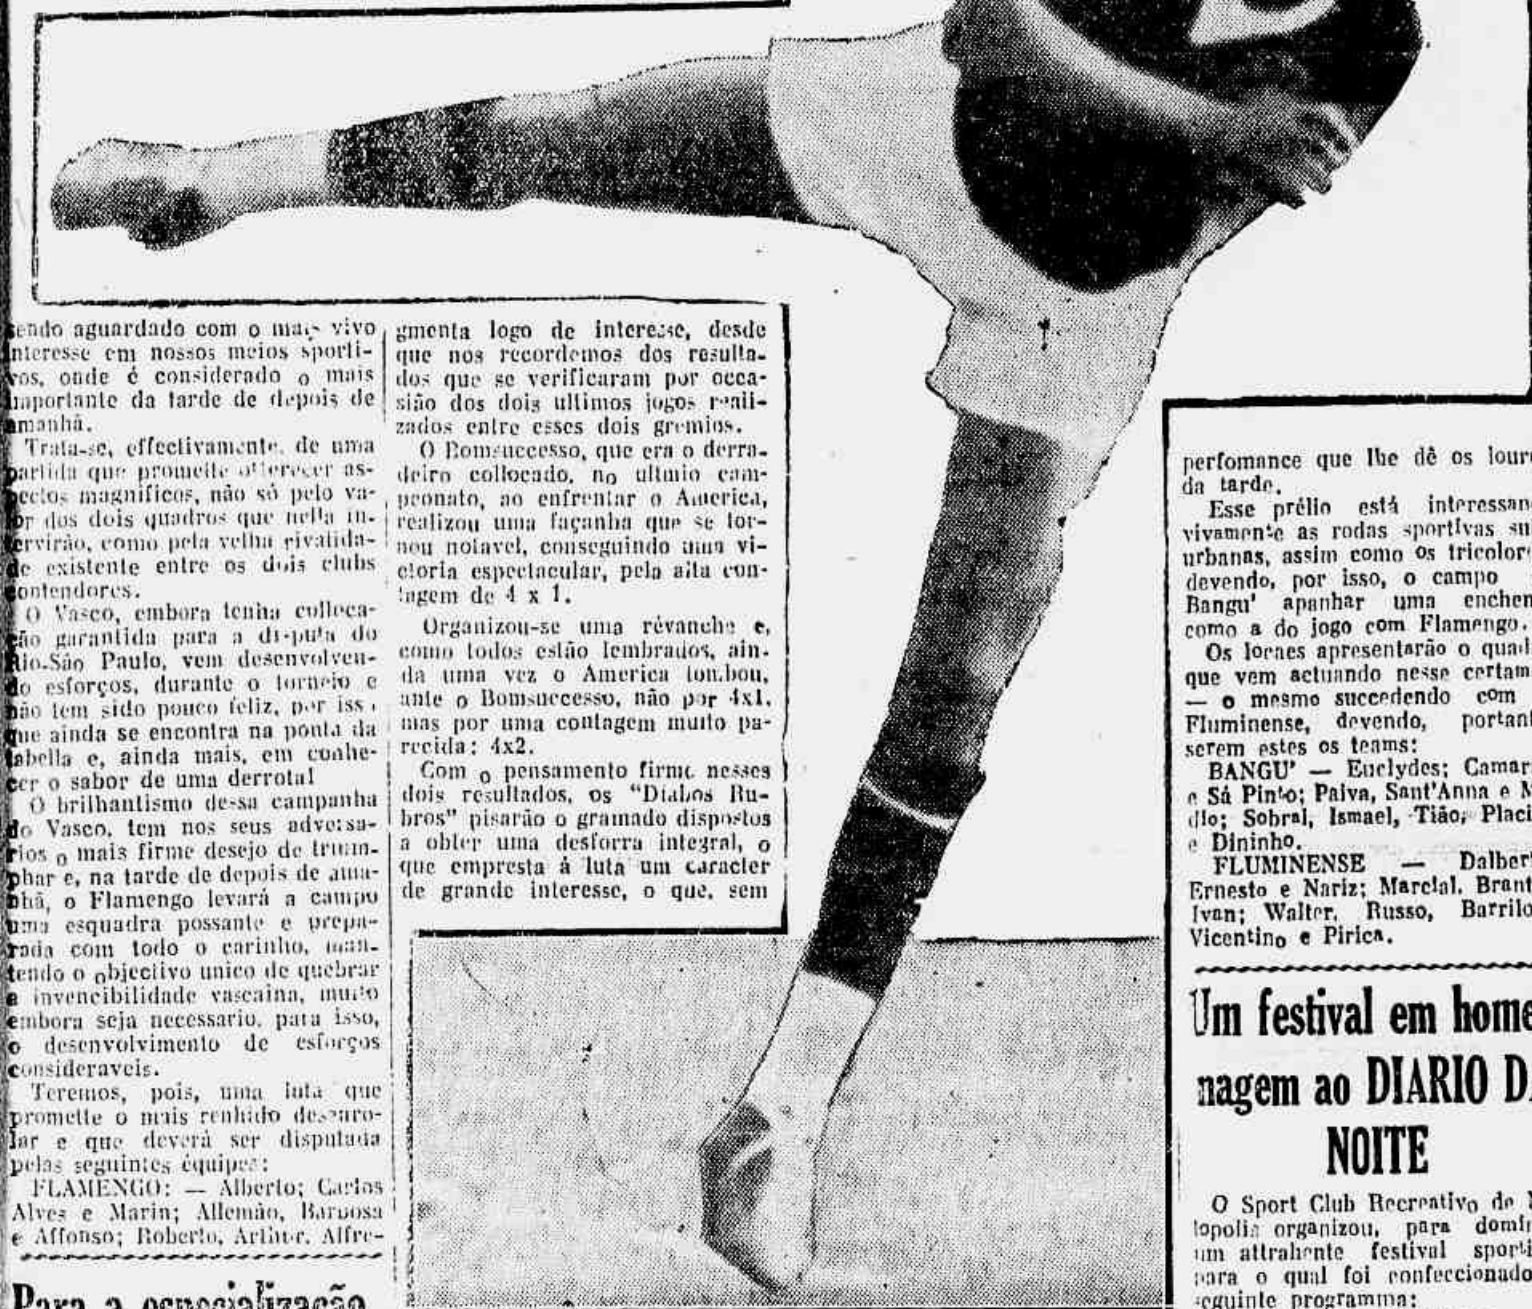 sendo aguardado com o mais vivo
interesse em nossos meios sporti-
vos, onde é considerado o mais
importante da tarde de depois de
amanhã.
Trata-se, effectivamente, de uma
partida que promette offerecer as-
pectos magnificos, não só pelo va-
lor dos dois quadros que nella in-
tervirão, como pela velha rivalida-
de existente entre os dois clubs
contendores.
O Vasco, embora tenha colloca-
ção garantida para a disputa do
Rio-São Paulo, vem desenvolven-
do esforços, durante o torneio e
não tem sido pouco feliz, por iss
que ainda se encontra na ponta da
tabella e, ainda mais, em conhe-
cer o sabor de uma derrota!
O brilhantismo dessa campanha
do Vasco, tem nos seus adversa-
rios o mais firme desejo de trium-
phar e, na tarde de depois de ama-
nhã, o Flamengo levará a campo
uma esquadra possante e prepa-
rada com todo o carinho, man-
tendo o objectivo unico de quebrar
a invencibilidade vascaina, muito
embora seja necessario, para isso,
o desenvolvimento de esforços
consideraveis.
Teremos, pois, uma luta que
promette o mais renhido desenro-
lar e que deverá ser disputada
pelas seguintes équipes:
FLAMENGO: — Alberto; Carlos
Alves e Marin; Allemão, Barbosa
e Affonso; Roberto, Arthur, Alfre-
Para a especialização
gmenta logo de interesse, desde
que nos recordemos dos resulta-
dos que se verificaram por occa-
sião dos dois ultimos jogos reali-
zados entre esses dois gremios.
O Bomsuccesso, que era o derra-
deiro collocado, no ultmio cam-
peonato, ao enfrentar o America,
realizou uma façanha que se tor-
nou notavel, conseguindo uma vi-
ctoria espectacular, pela alta con-
tagem de 4 x 1.
Organizou-se uma révanche e,
como todos estão lembrados, ain-
da uma vez o America tombou,
ante o Bomsuccesso, não por 4x1,
mas por uma contagem muito pa-
recida: 4x2.
Com o pensamento firme nesses
dois resultados, os "Diabos Ru-
bros" pisarão o gramado dispostos
a obter uma desforra integral, o
que empresta á luta um caracter
de grande interesse, o que, sem
perfomance que lhe dê os lour
da tarde.
Esse prélio está interessan
vivamente as rodas sportivas su
urbanas, assim como os tricolor
devendo, por isso, o campo
Bangu' apanhar uma enchen
como a do jogo com Flamengo.
Os locaes apresentarão o quad
que vem actuando nesse certam
— o mesmo succedendo com
Fluminense, devendo, portan
serem estes os teams:
BANGU' — Euclydes; Camar
e Sá Pinto; Paiva, Sant'Anna e M
dio; Sobral, Ismael, Tião, Placi
e Dininho.
FLUMINENSE — Dalber
Ernesto e Nariz; Marcial, Brant
Ivan; Walter, Russo, Barrilo
Vicentino e Pirica.
Um festival em home
nagem ao DIARIO DA
NOITE
O Sport Club Recreativo de
lopolis organizou, para domin
um attrahente festival sporti
para o qual foi confeccionado
seguinte programma: